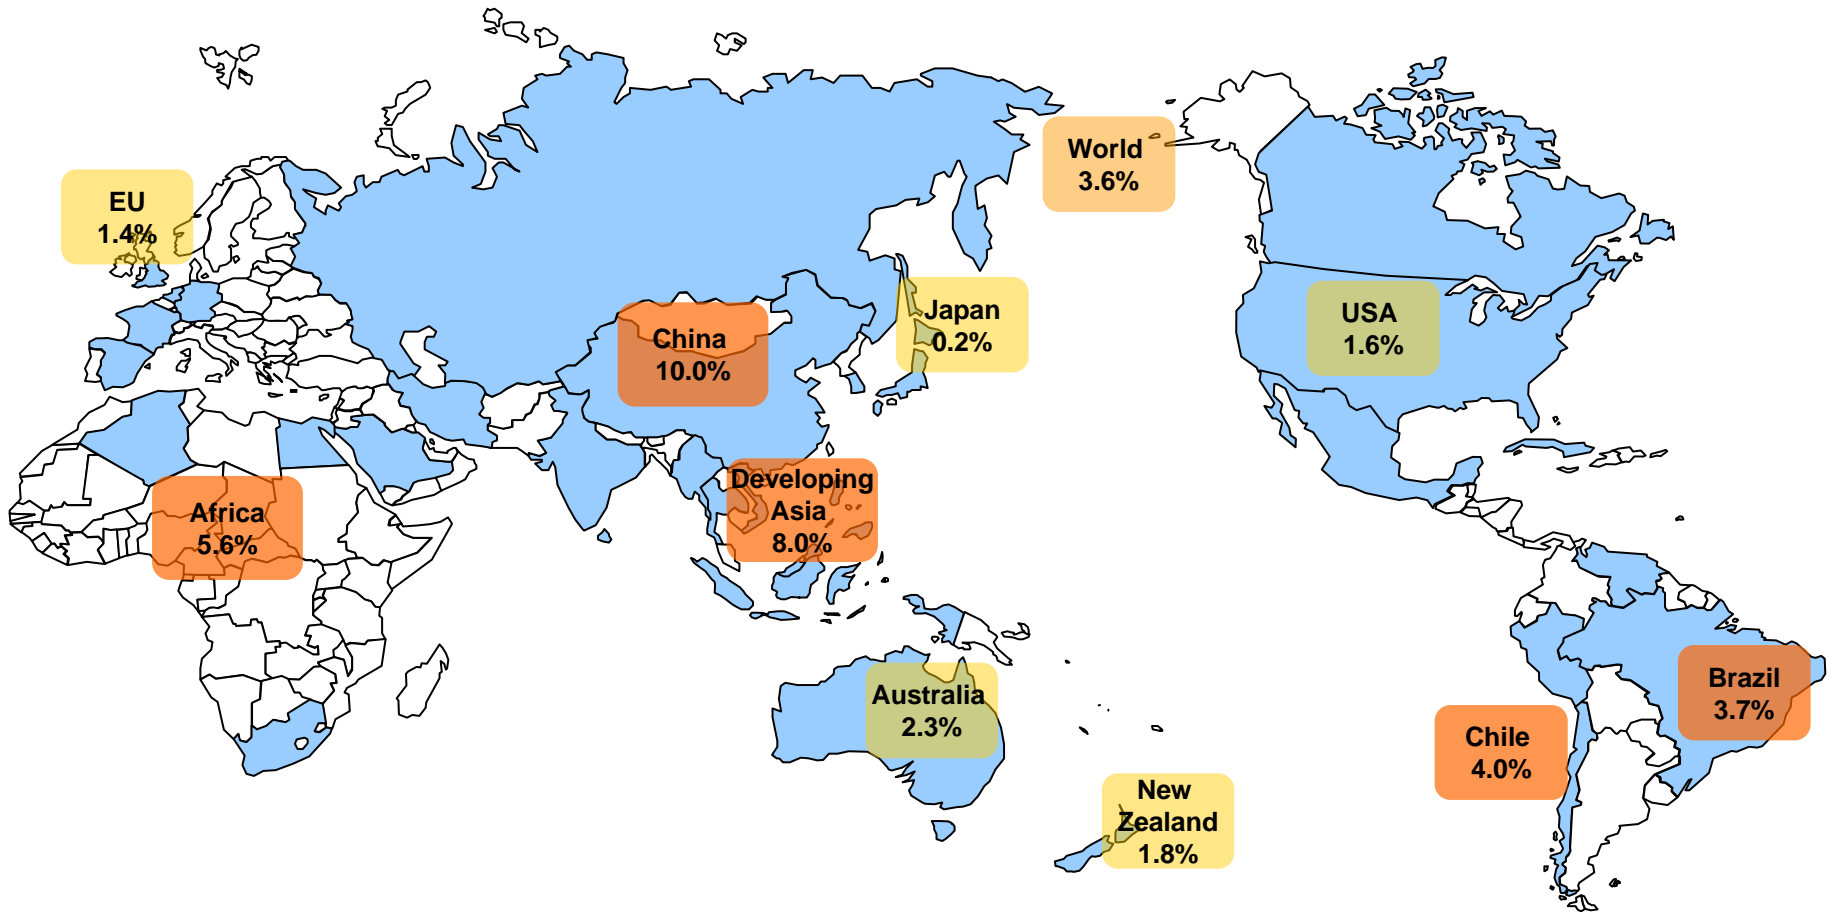 World
3.6%
EU
1.4%
Japan
0.2%
USA
1.6%
China
10.0%
Developing
Asia
8.0%
Africa
5.6%
Australia
2.3%
Brazil
3.7%
Chile
4.0%
New
Zealand
1.8%